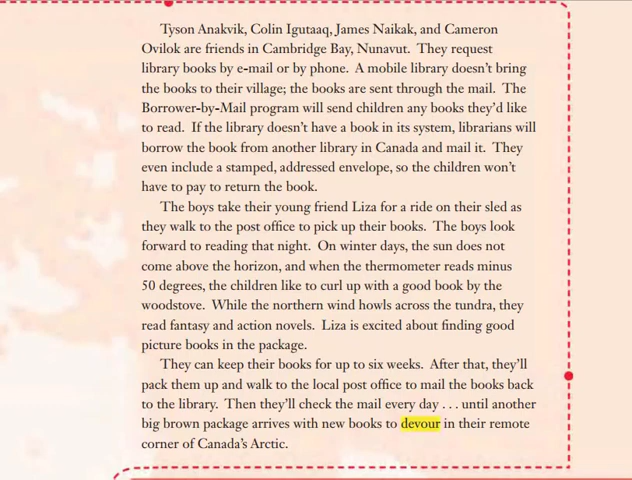 Tyson Anakvik, Colin Igutaaq, James Naikak, and Cameron
Ovilok are friends in Cambridge Bay, Nunavut. They request
library books by e-mail or by phone. A mobile library doesn't bring
the books to their village; the books are sent through the mail. The
Borrower-by-Mail program will send children any books they'd like
to read. If the library doesn't have a book in its system, librarians will
borrow the book from another library in Canada and mail it. They
even include a stamped, addressed envelope, so the children won't
have to pay to return the book.
The boys take their young friend Liza for a ride on their sled as
they walk to the post office to pick up their books. The boys look
forward to reading that night. On winter days, the sun does not
come above the horizon, and when the thermometer reads minus
50 degrees, the children like to curl up with a good book by the
woodstove. While the northern wind howls across the tundra, they
read fantasy and action novels. Liza is excited about finding good
picture books in the package.
They can keep their books for up to six weeks. After that, they'll
pack them up and walk to the local post office to mail the books back
to the library. Then they'll check the mail every day . . . until another
big brown package arrives with new books to devour in their remote
corner of Canada's Arctic.